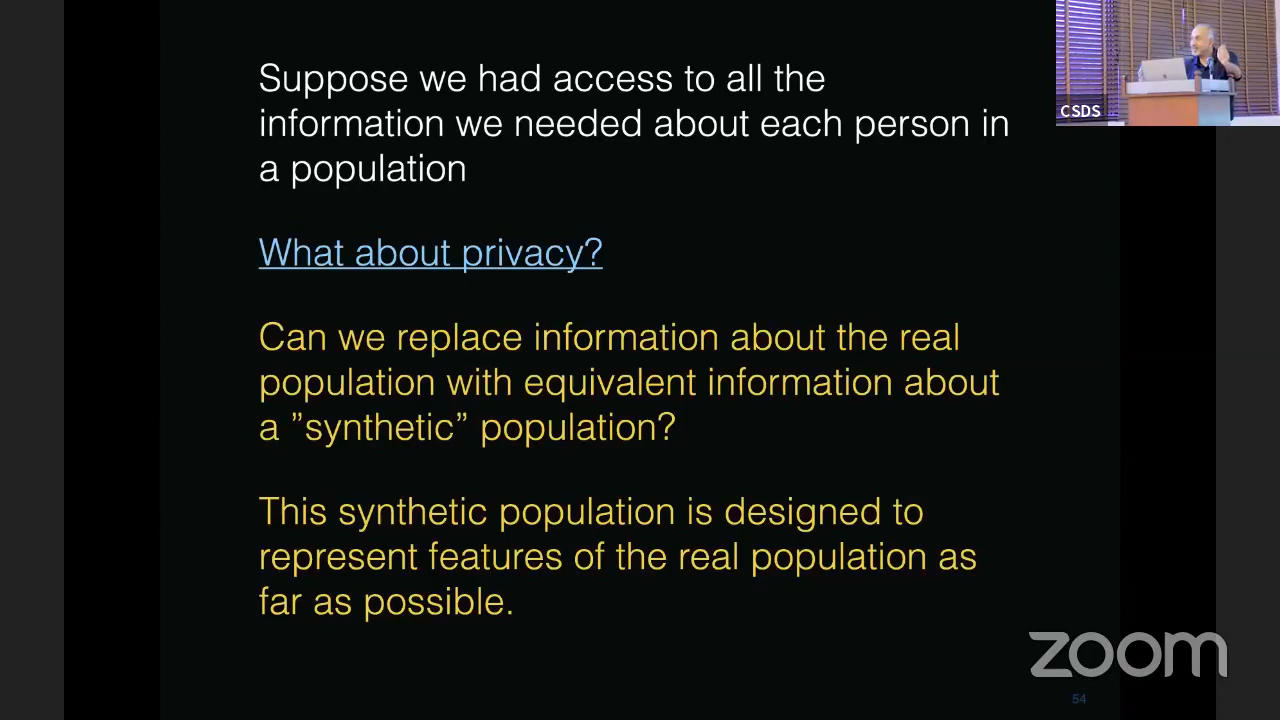 Suppose we had access to all the
information we needed about each person in
a population
What about privacy?
Can we replace information about the real
population with equivalent information about
a ”synthetic” population?
This synthetic population is designed to
represent features of the real population as
far as possible.
CSDS
zoom
54